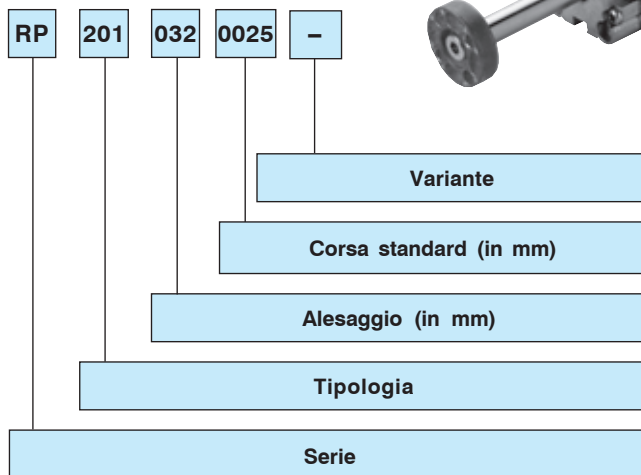 RP 201 032 0025 –
Variante
Corsa standard (in mm)
Alesaggio (in mm)
Tipologia
Serie